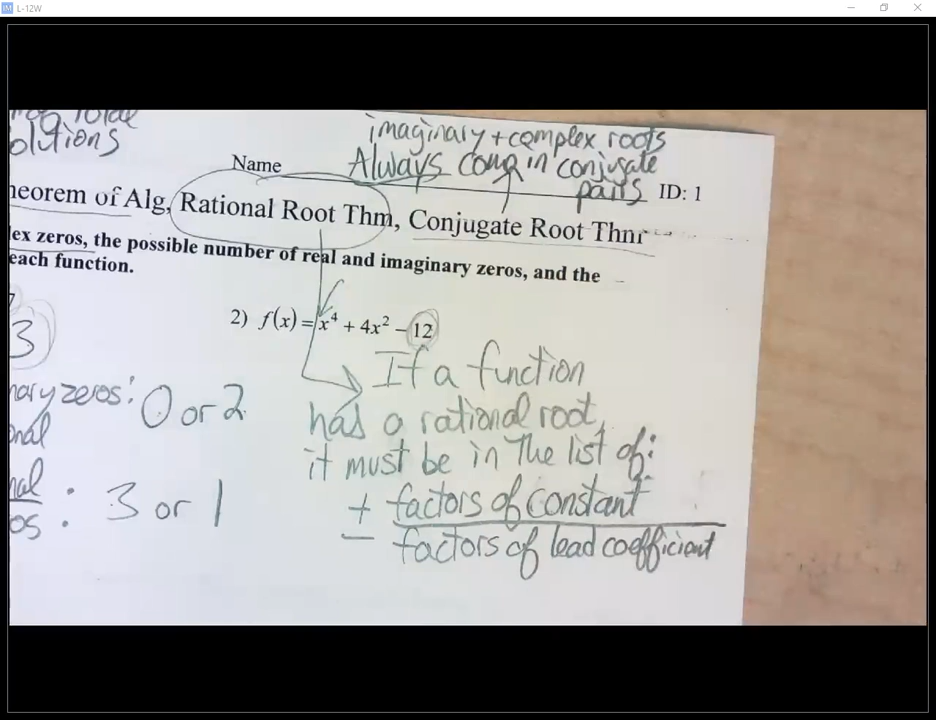 L-12W
olutions
imaginary + complex roots
Always come in conjugate
pairs
Name
ID: 1
heorem of Alg, Rational Root Thm, Conjugate Root Thm
ex zeros, the possible number of real and imaginary zeros, and the
each function.
2) f(x) = x⁴ + 4x² − 12
3
If a function
nary zeros: 0 or 2
has a rational root,
onal
it must be in the list of:
nal
os : 3 or 1
± factors of constant
factors of lead coefficient